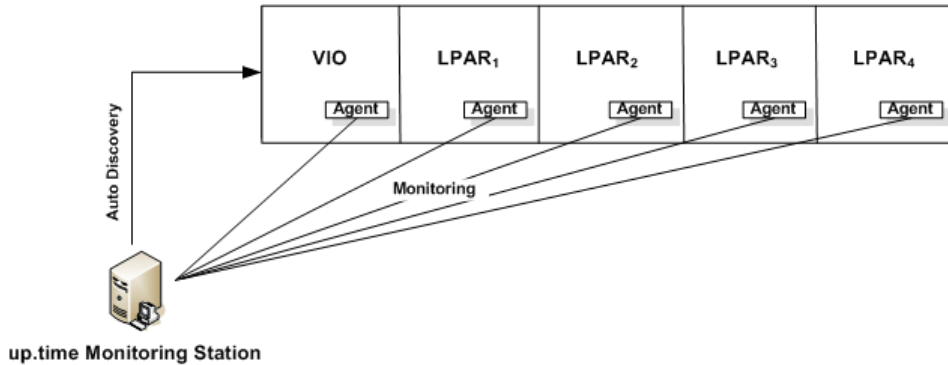 VIO
LPAR₁
LPAR₂
LPAR₃
LPAR₄
Agent
Agent
Agent
Agent
Agent
Auto Discovery
Monitoring
up.time Monitoring Station